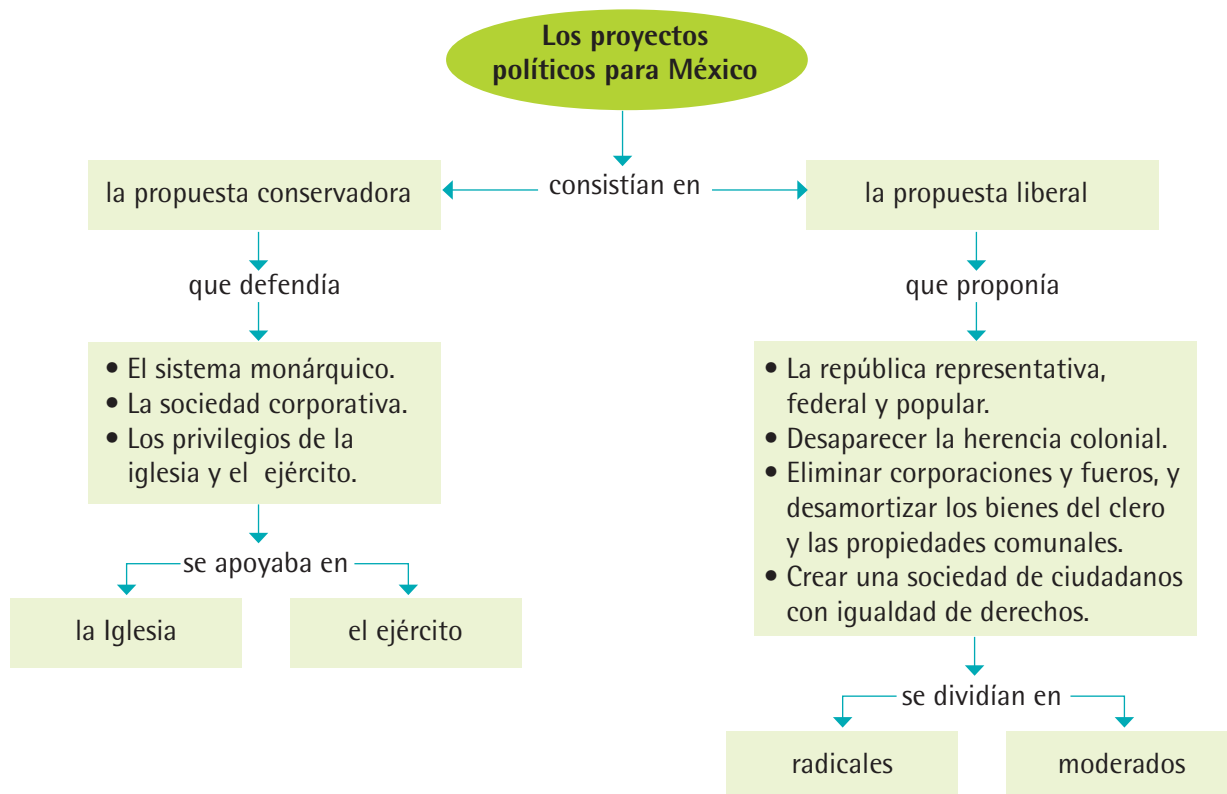 Los proyectos
políticos para México
consistían en
la propuesta conservadora
que defendía
• El sistema monárquico.
• La sociedad corporativa.
• Los privilegios de la
iglesia y el ejército.
se apoyaba en
la Iglesia
el ejército
la propuesta liberal
que proponía
• La república representativa,
federal y popular.
• Desaparecer la herencia colonial.
• Eliminar corporaciones y fueros, y
desamortizar los bienes del clero
y las propiedades comunales.
• Crear una sociedad de ciudadanos
con igualdad de derechos.
se dividían en
radicales
moderados